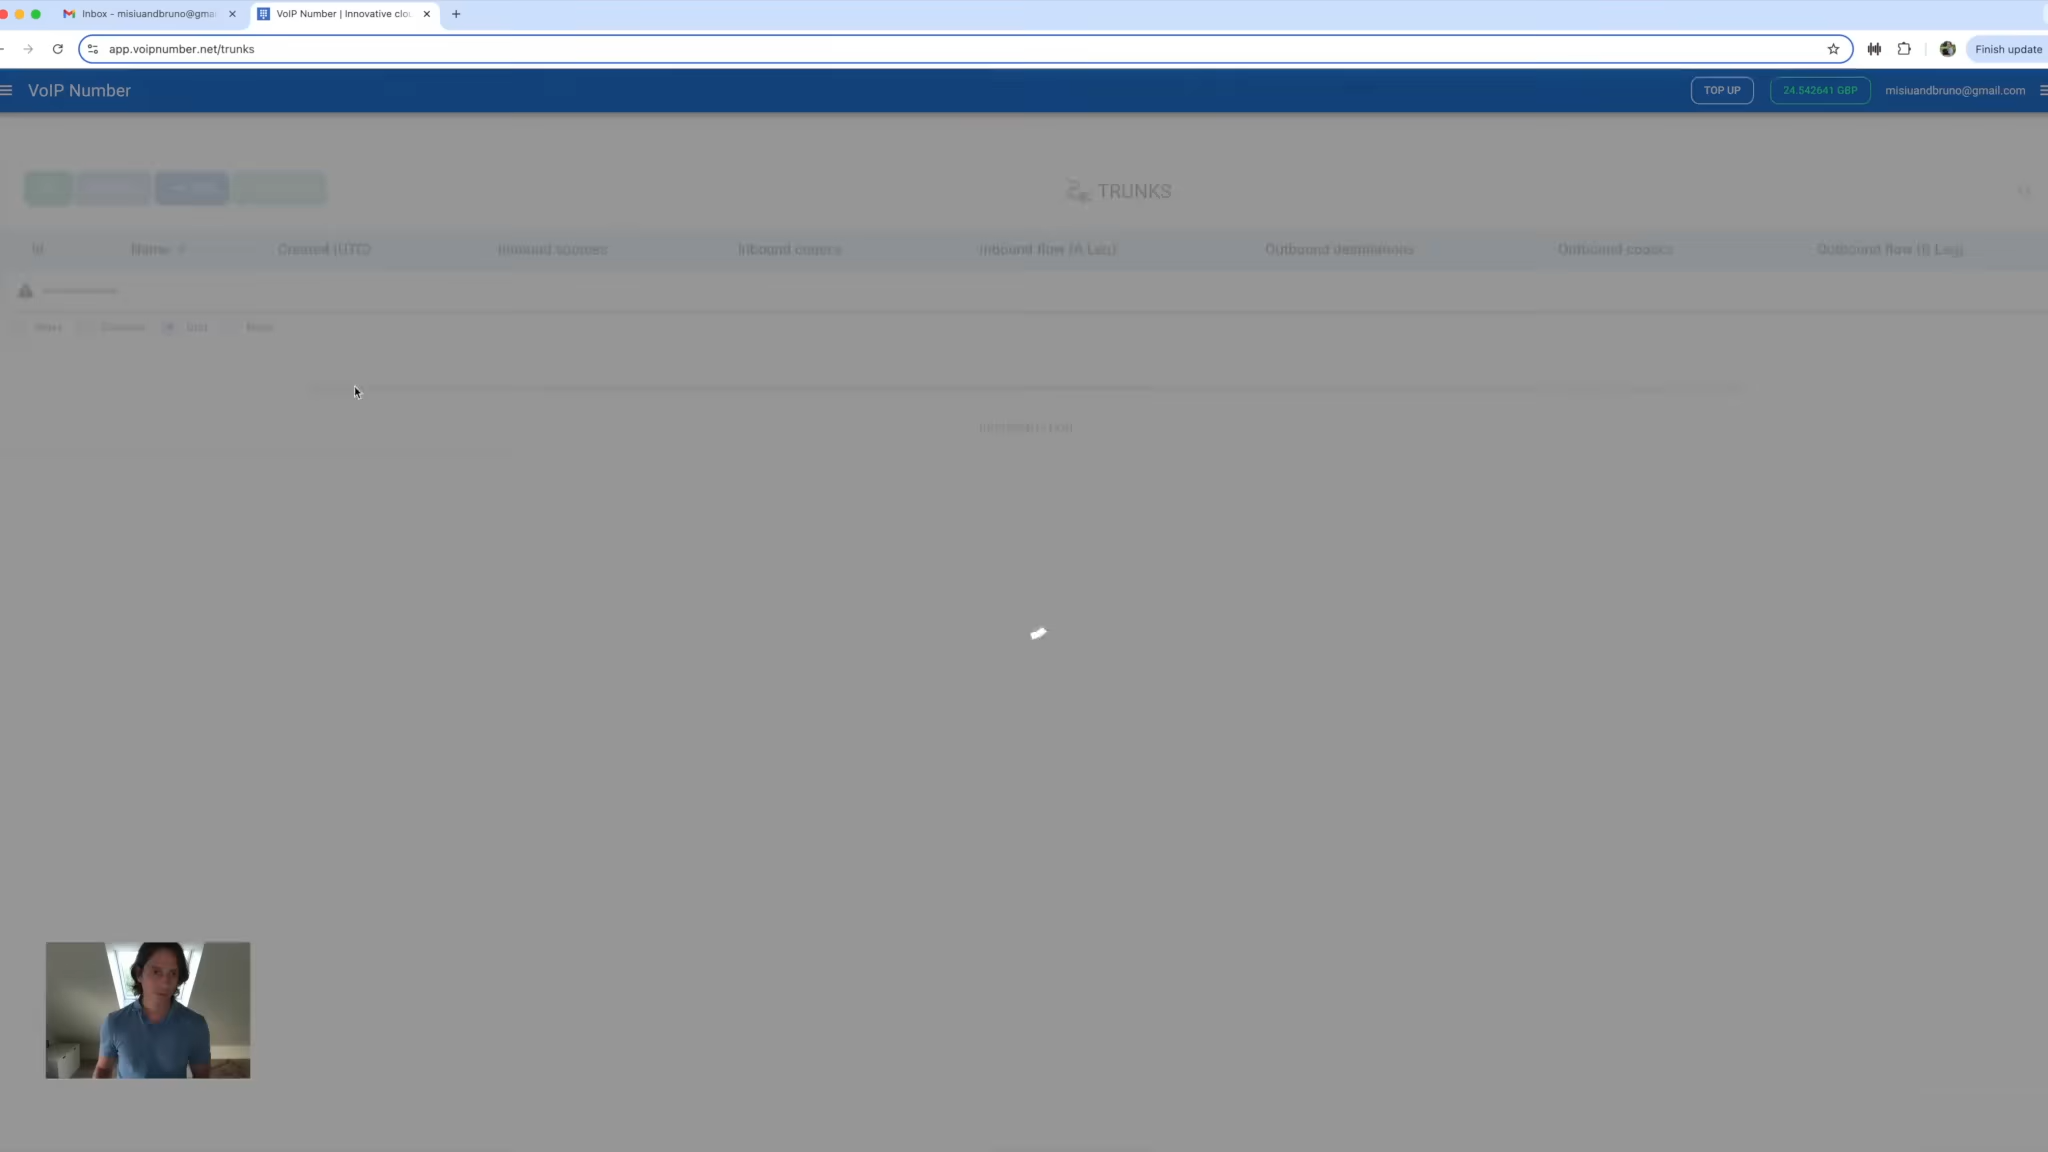 Inbox - misiuandbruno@gma
VoIP Number | Innovative clo
app.voipnumber.net/trunks
Finish update
VoIP Number
TOP UP
24.542641 GBP
misiuandbruno@gmail.com
TRUNKS
Id Name Created (UTC) Inbound sources Inbound Inbound flow (A Leg) Outbound destinations Outbound Outbound flow (B Leg)